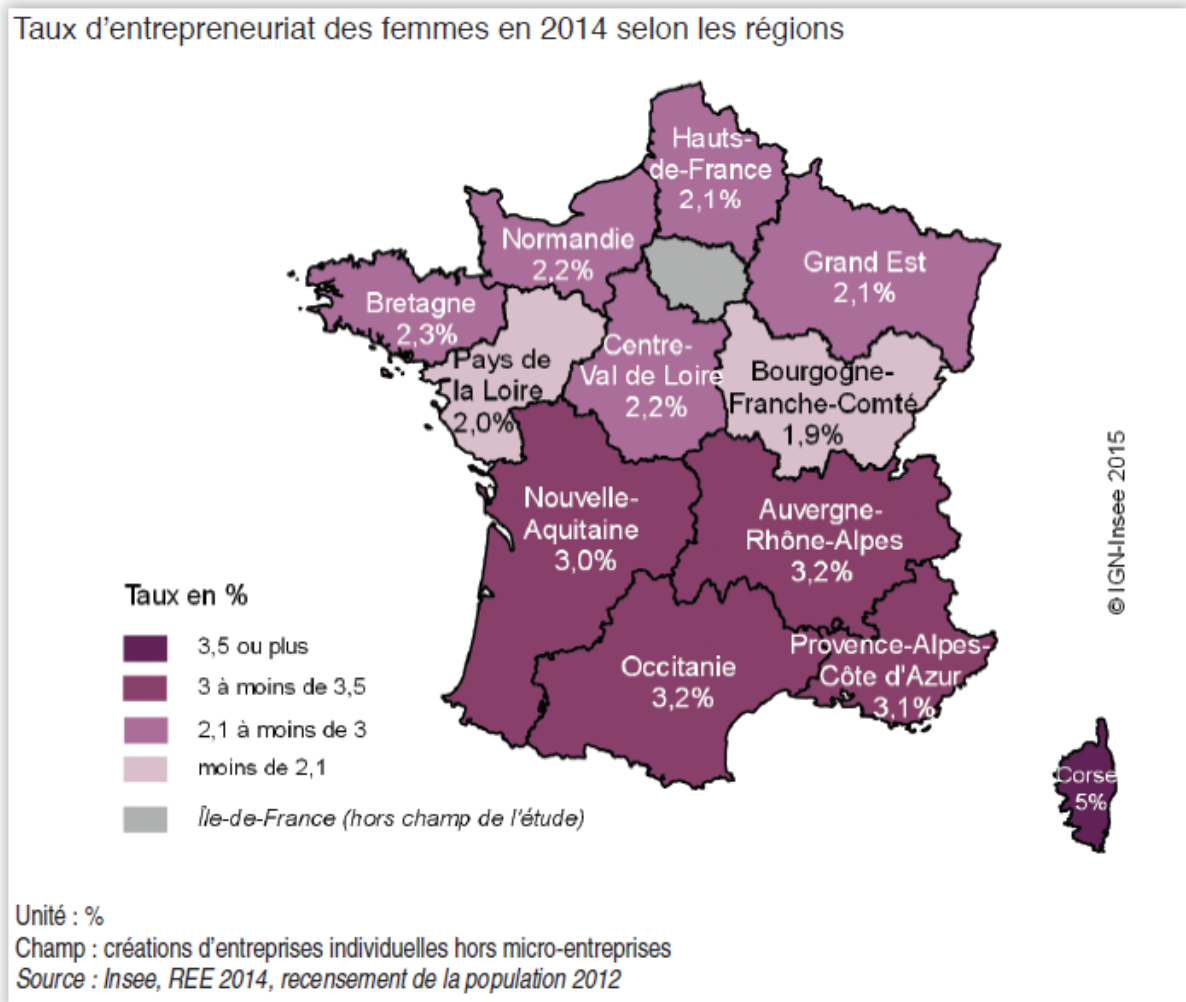 Taux d'entrepreneuriat des femmes en 2014 selon les régions
Hauts-
de-France
2,1%
Normandie
2,2%
Grand Est
2,1%
Bretagne
2,3%
Pays de
la Loire
2,0%
Centre-
Val de Loire
2,2%
Bourgogne-
Franche-Comté
1,9%
Nouvelle-
Aquitaine
3,0%
Auvergne-
Rhône-Alpes
3,2%
Occitanie
3,2%
Provence-Alpes-
Côte d'Azur
3,1%
Corse
5%
© IGN-Insee 2015
Taux en %
3,5 ou plus
3 à moins de 3,5
2,1 à moins de 3
moins de 2,1
Île-de-France (hors champ de l'étude)
Unité : %
Champ : créations d'entreprises individuelles hors micro-entreprises
Source : Insee, REE 2014, recensement de la population 2012